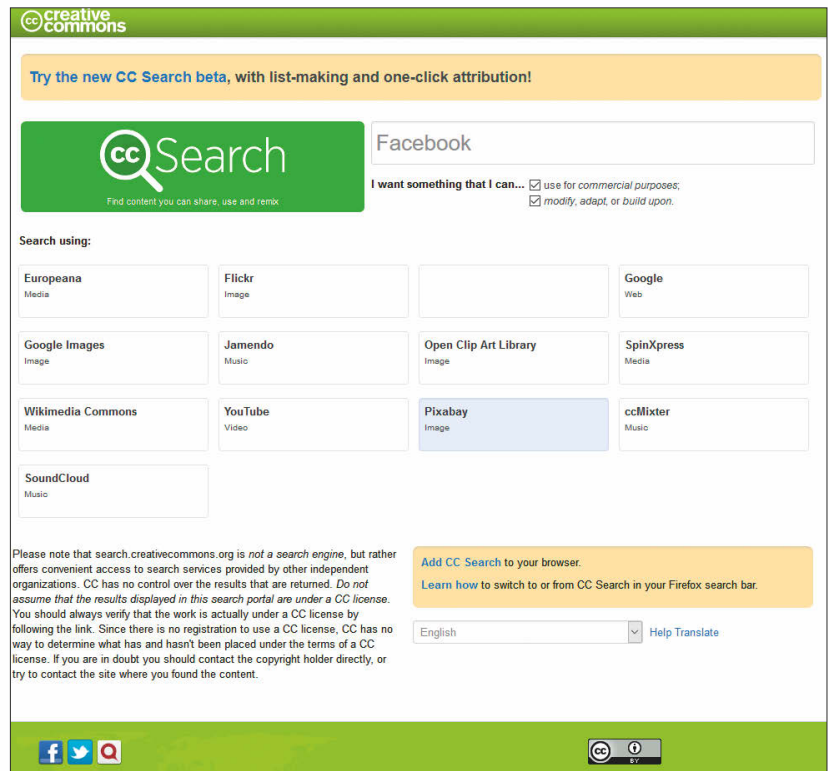 cc creative commons
Try the new CC Search beta, with list-making and one-click attribution!
cc Search
Find content you can share, use and remix
Facebook
I want something that I can... use for commercial purposes;
modify, adapt, or build upon.
Search using:
Europeana
Media
Flickr
Image
Google
Web
Google Images
Image
Jamendo
Music
Open Clip Art Library
Image
SpinXpress
Media
Wikimedia Commons
Media
YouTube
Video
Pixabay
Image
ccMixter
Music
SoundCloud
Music
Please note that search.creativecommons.org is not a search engine, but rather
offers convenient access to search services provided by other independent
organizations. CC has no control over the results that are returned. Do not
assume that the results displayed in this search portal are under a CC license.
You should always verify that the work is actually under a CC license by
following the link. Since there is no registration to use a CC license, CC has no
way to determine what has and hasn't been placed under the terms of a CC
license. If you are in doubt you should contact the copyright holder directly, or
try to contact the site where you found the content.
Add CC Search to your browser.
Learn how to switch to or from CC Search in your Firefox search bar.
English
Help Translate
f
cc
BY